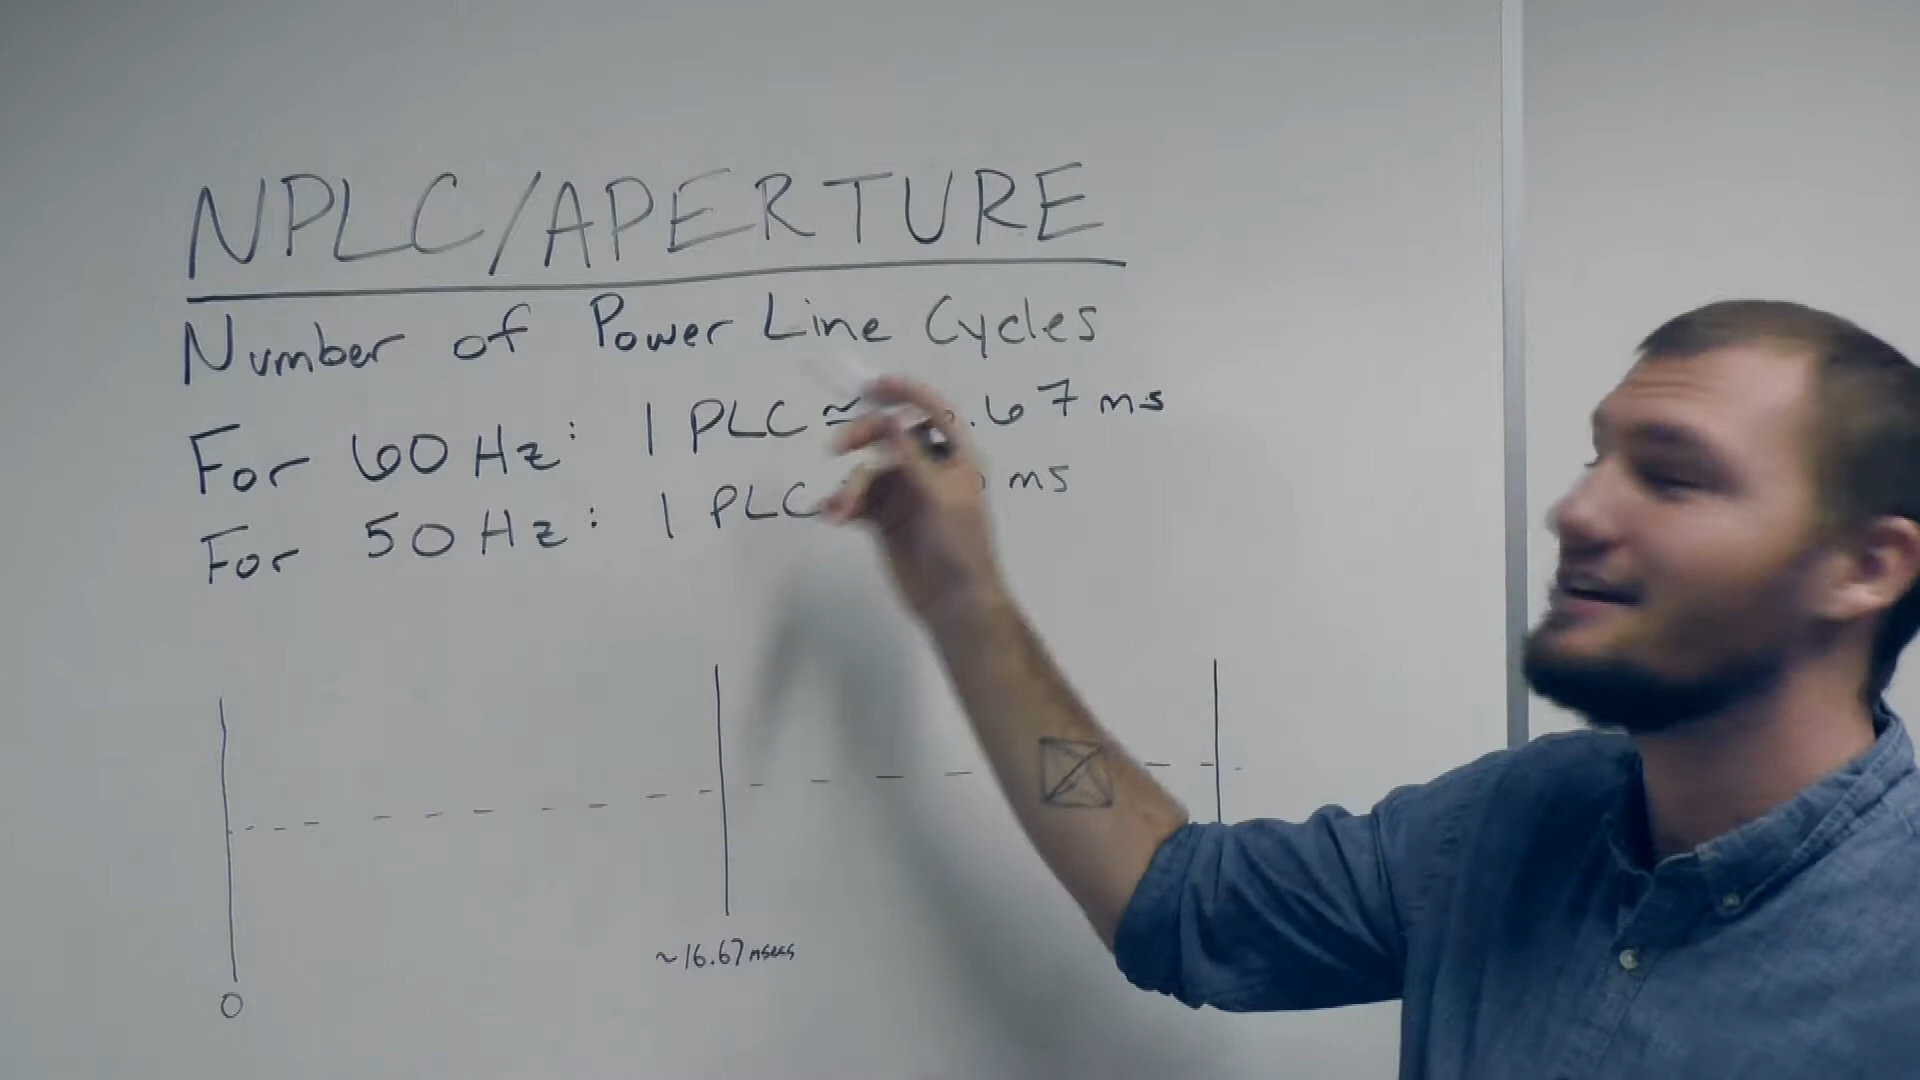 NPLC/APERTURE
Number of Power Line Cycles
For 60 Hz: 1 PLC ≈ .67 ms
For 50 Hz: 1 PLC ms
~16.67 msecs
0